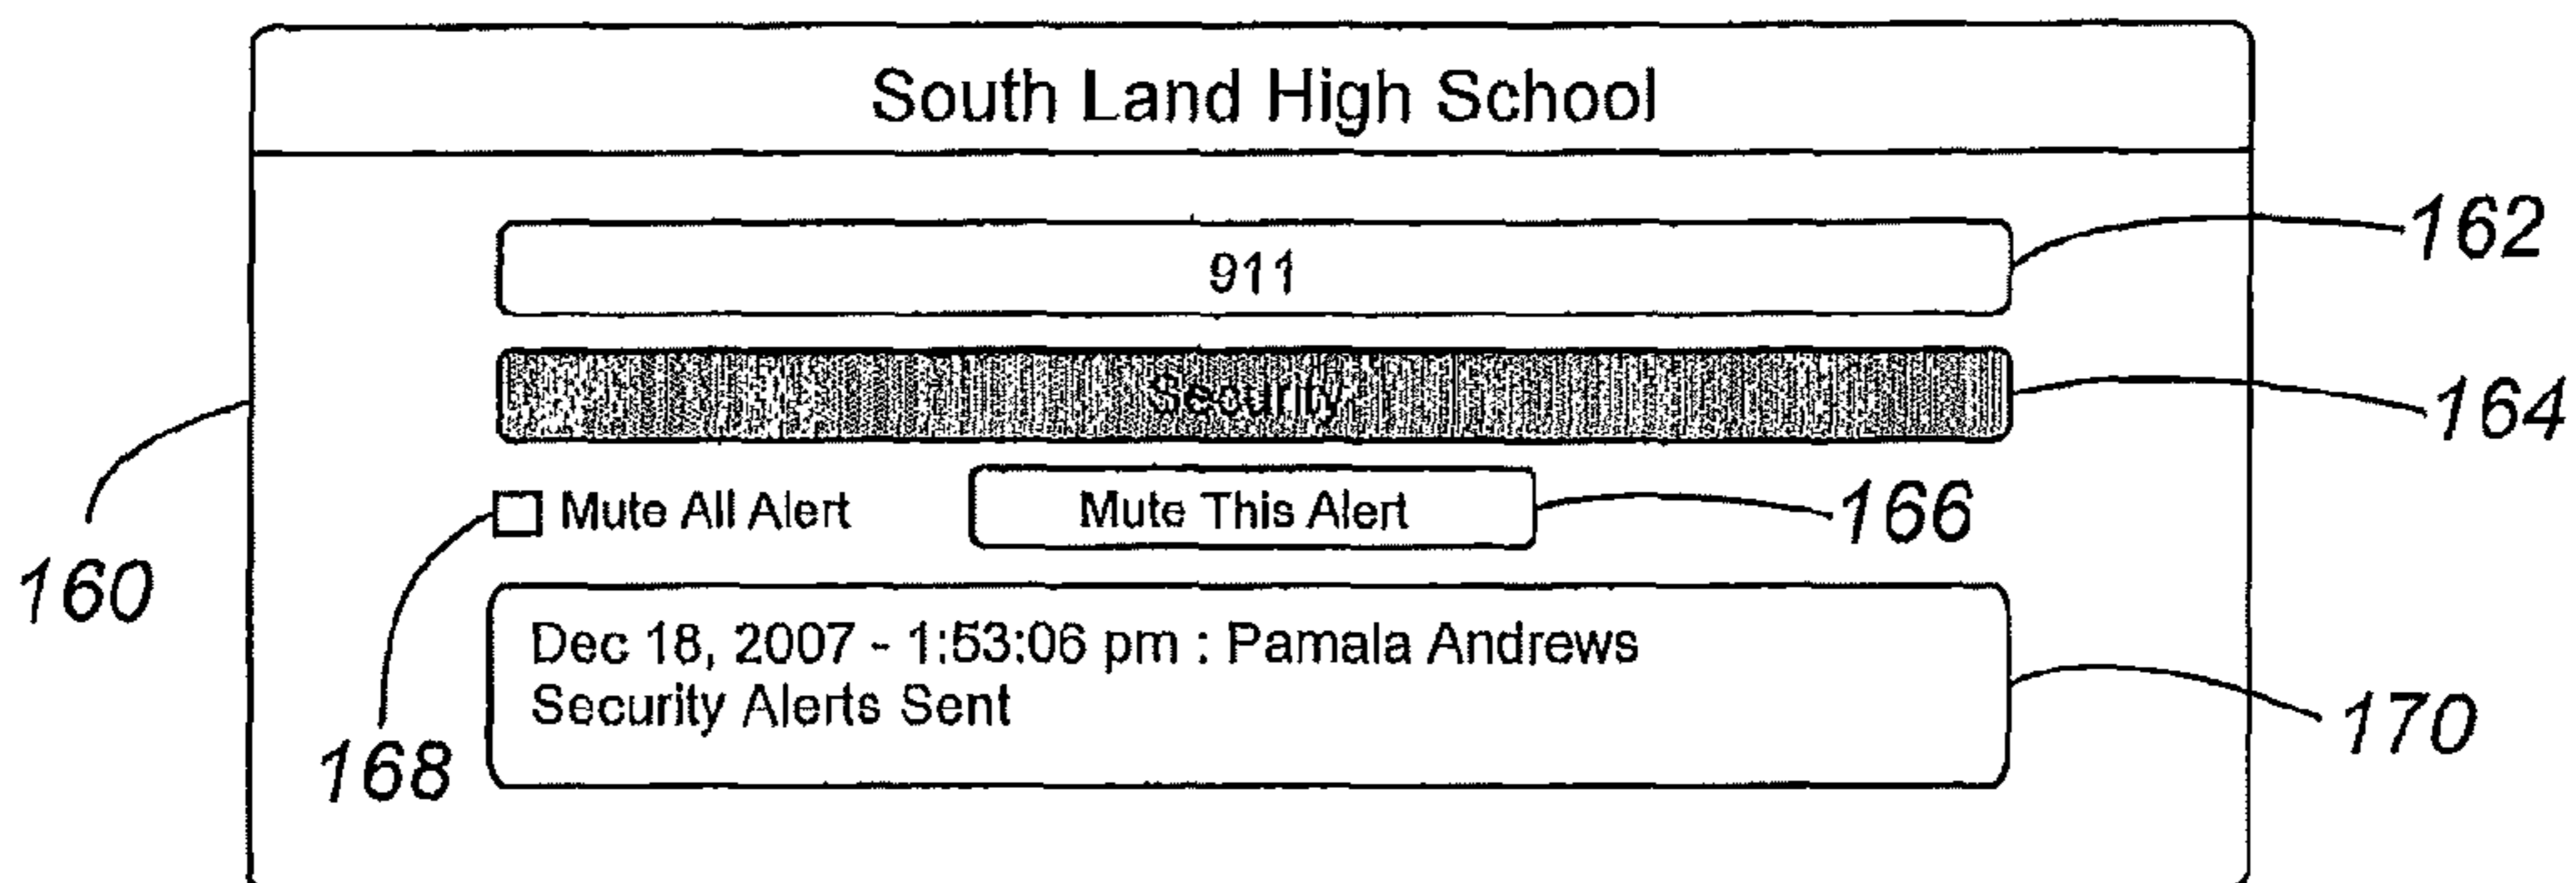 South Land High School
911
162
Security
164
Mute All Alert
Mute This Alert
166
160
168
Dec 18, 2007 - 1:53:06 pm : Pamala Andrews
Security Alerts Sent
170